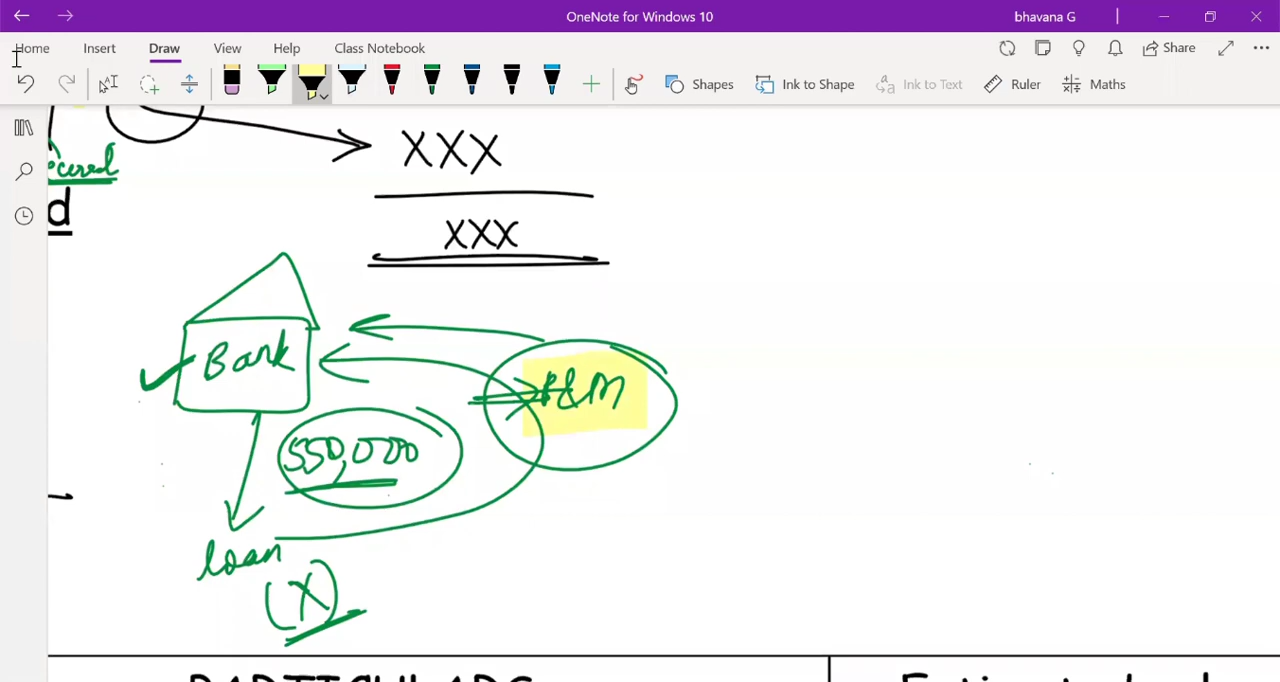 OneNote for Windows 10
bhavana G
Home Insert Draw View Help Class Notebook
Share
Shapes Ink to Shape Ink to Text Ruler Maths
XXX
d
XXX
Bank
P&M
550,000
loan
(X)